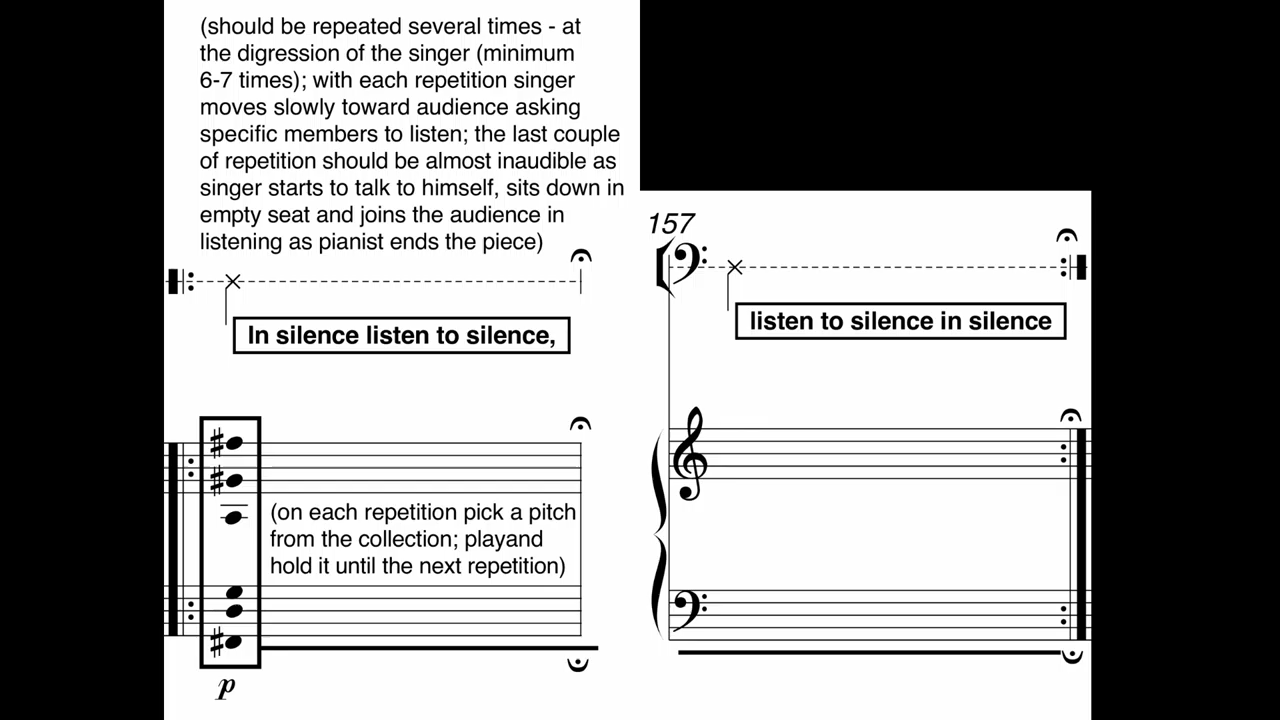 (should be repeated several times - at
the digression of the singer (minimum
6-7 times); with each repetition singer
moves slowly toward audience asking
specific members to listen; the last couple
of repetition should be almost inaudible as
singer starts to talk to himself, sits down in
empty seat and joins the audience in
listening as pianist ends the piece)
In silence listen to silence,
(on each repetition pick a pitch
from the collection; playand
hold it until the next repetition)
p
157
listen to silence in silence